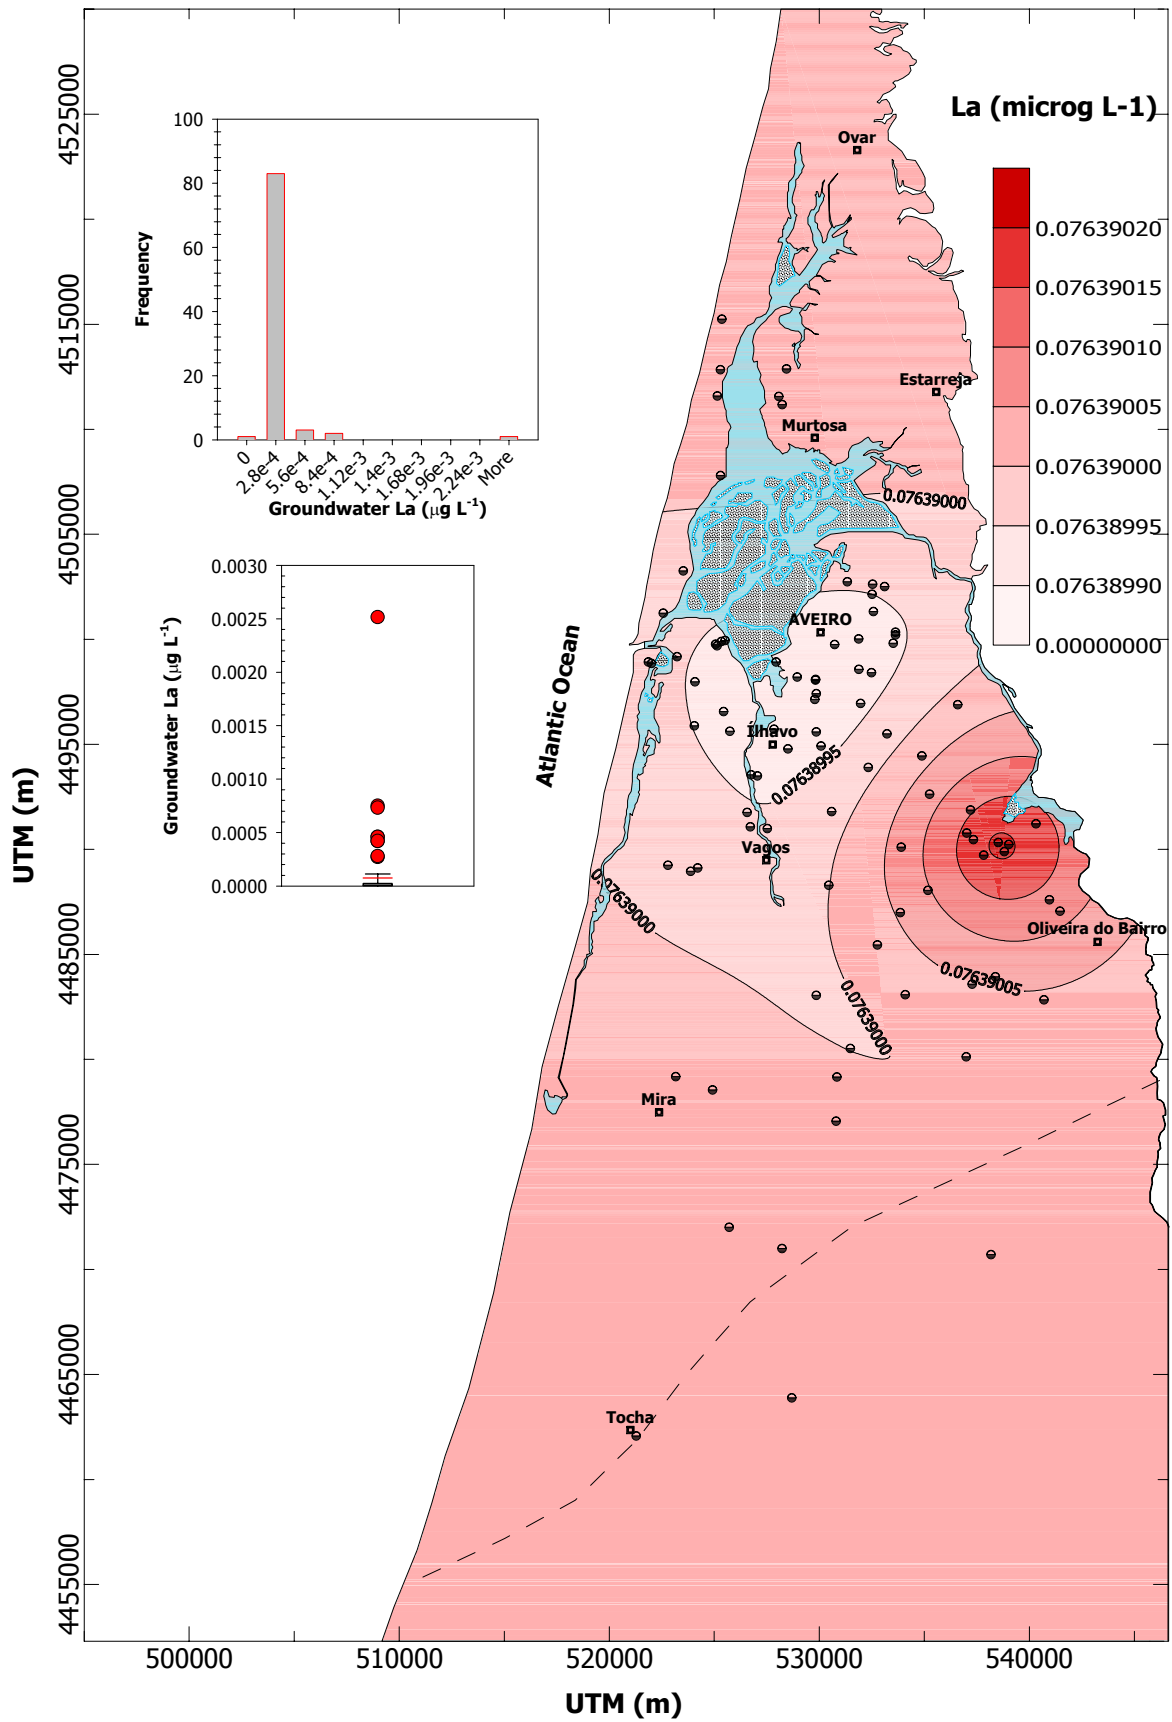 La (microg L-1)
0.07639020
0.07639015
0.07639010
0.07639005
0.07639000
0.07638995
0.07638990
0.00000000
Frequency
100
80
60
40
20
0
0
2.8e-4
5.6e-4
8.4e-4
1.12e-3
1.4e-3
1.68e-3
1.96e-3
2.24e-3
More
Groundwater La (μg L⁻¹)
Groundwater La (μg L⁻¹)
0.0030
0.0025
0.0020
0.0015
0.0010
0.0005
0.0000
Ovar
Estarreja
Murtosa
0.07639000
AVEIRO
Ílhavo
0.07638995
Vagos
0.07639000
Oliveira do Bairro
0.07639005
0.07639000
Mira
Tocha
Atlantic Ocean
UTM (m)
4525000
4515000
4505000
4495000
4485000
4475000
4465000
4455000
500000
510000
520000
530000
540000
UTM (m)